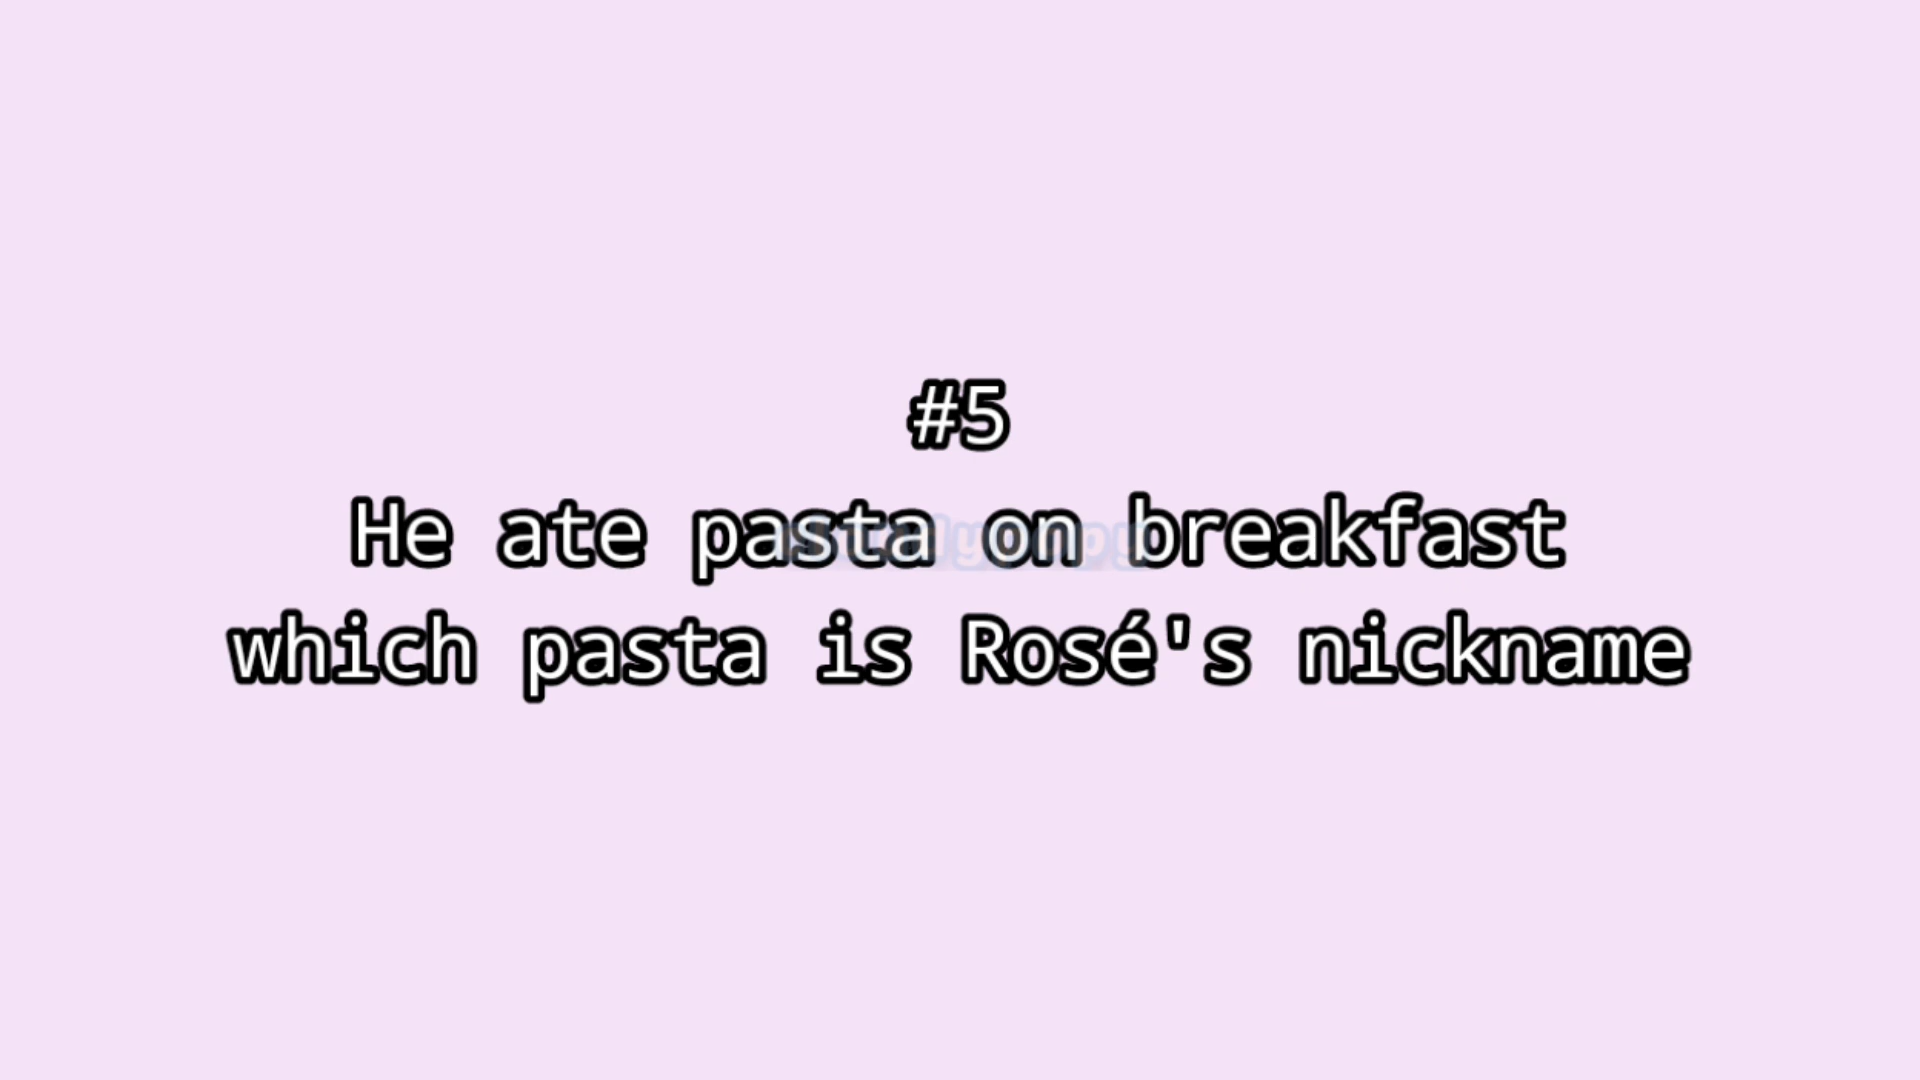 #5
He ate pasta on breakfast
which pasta is Rosé's nickname